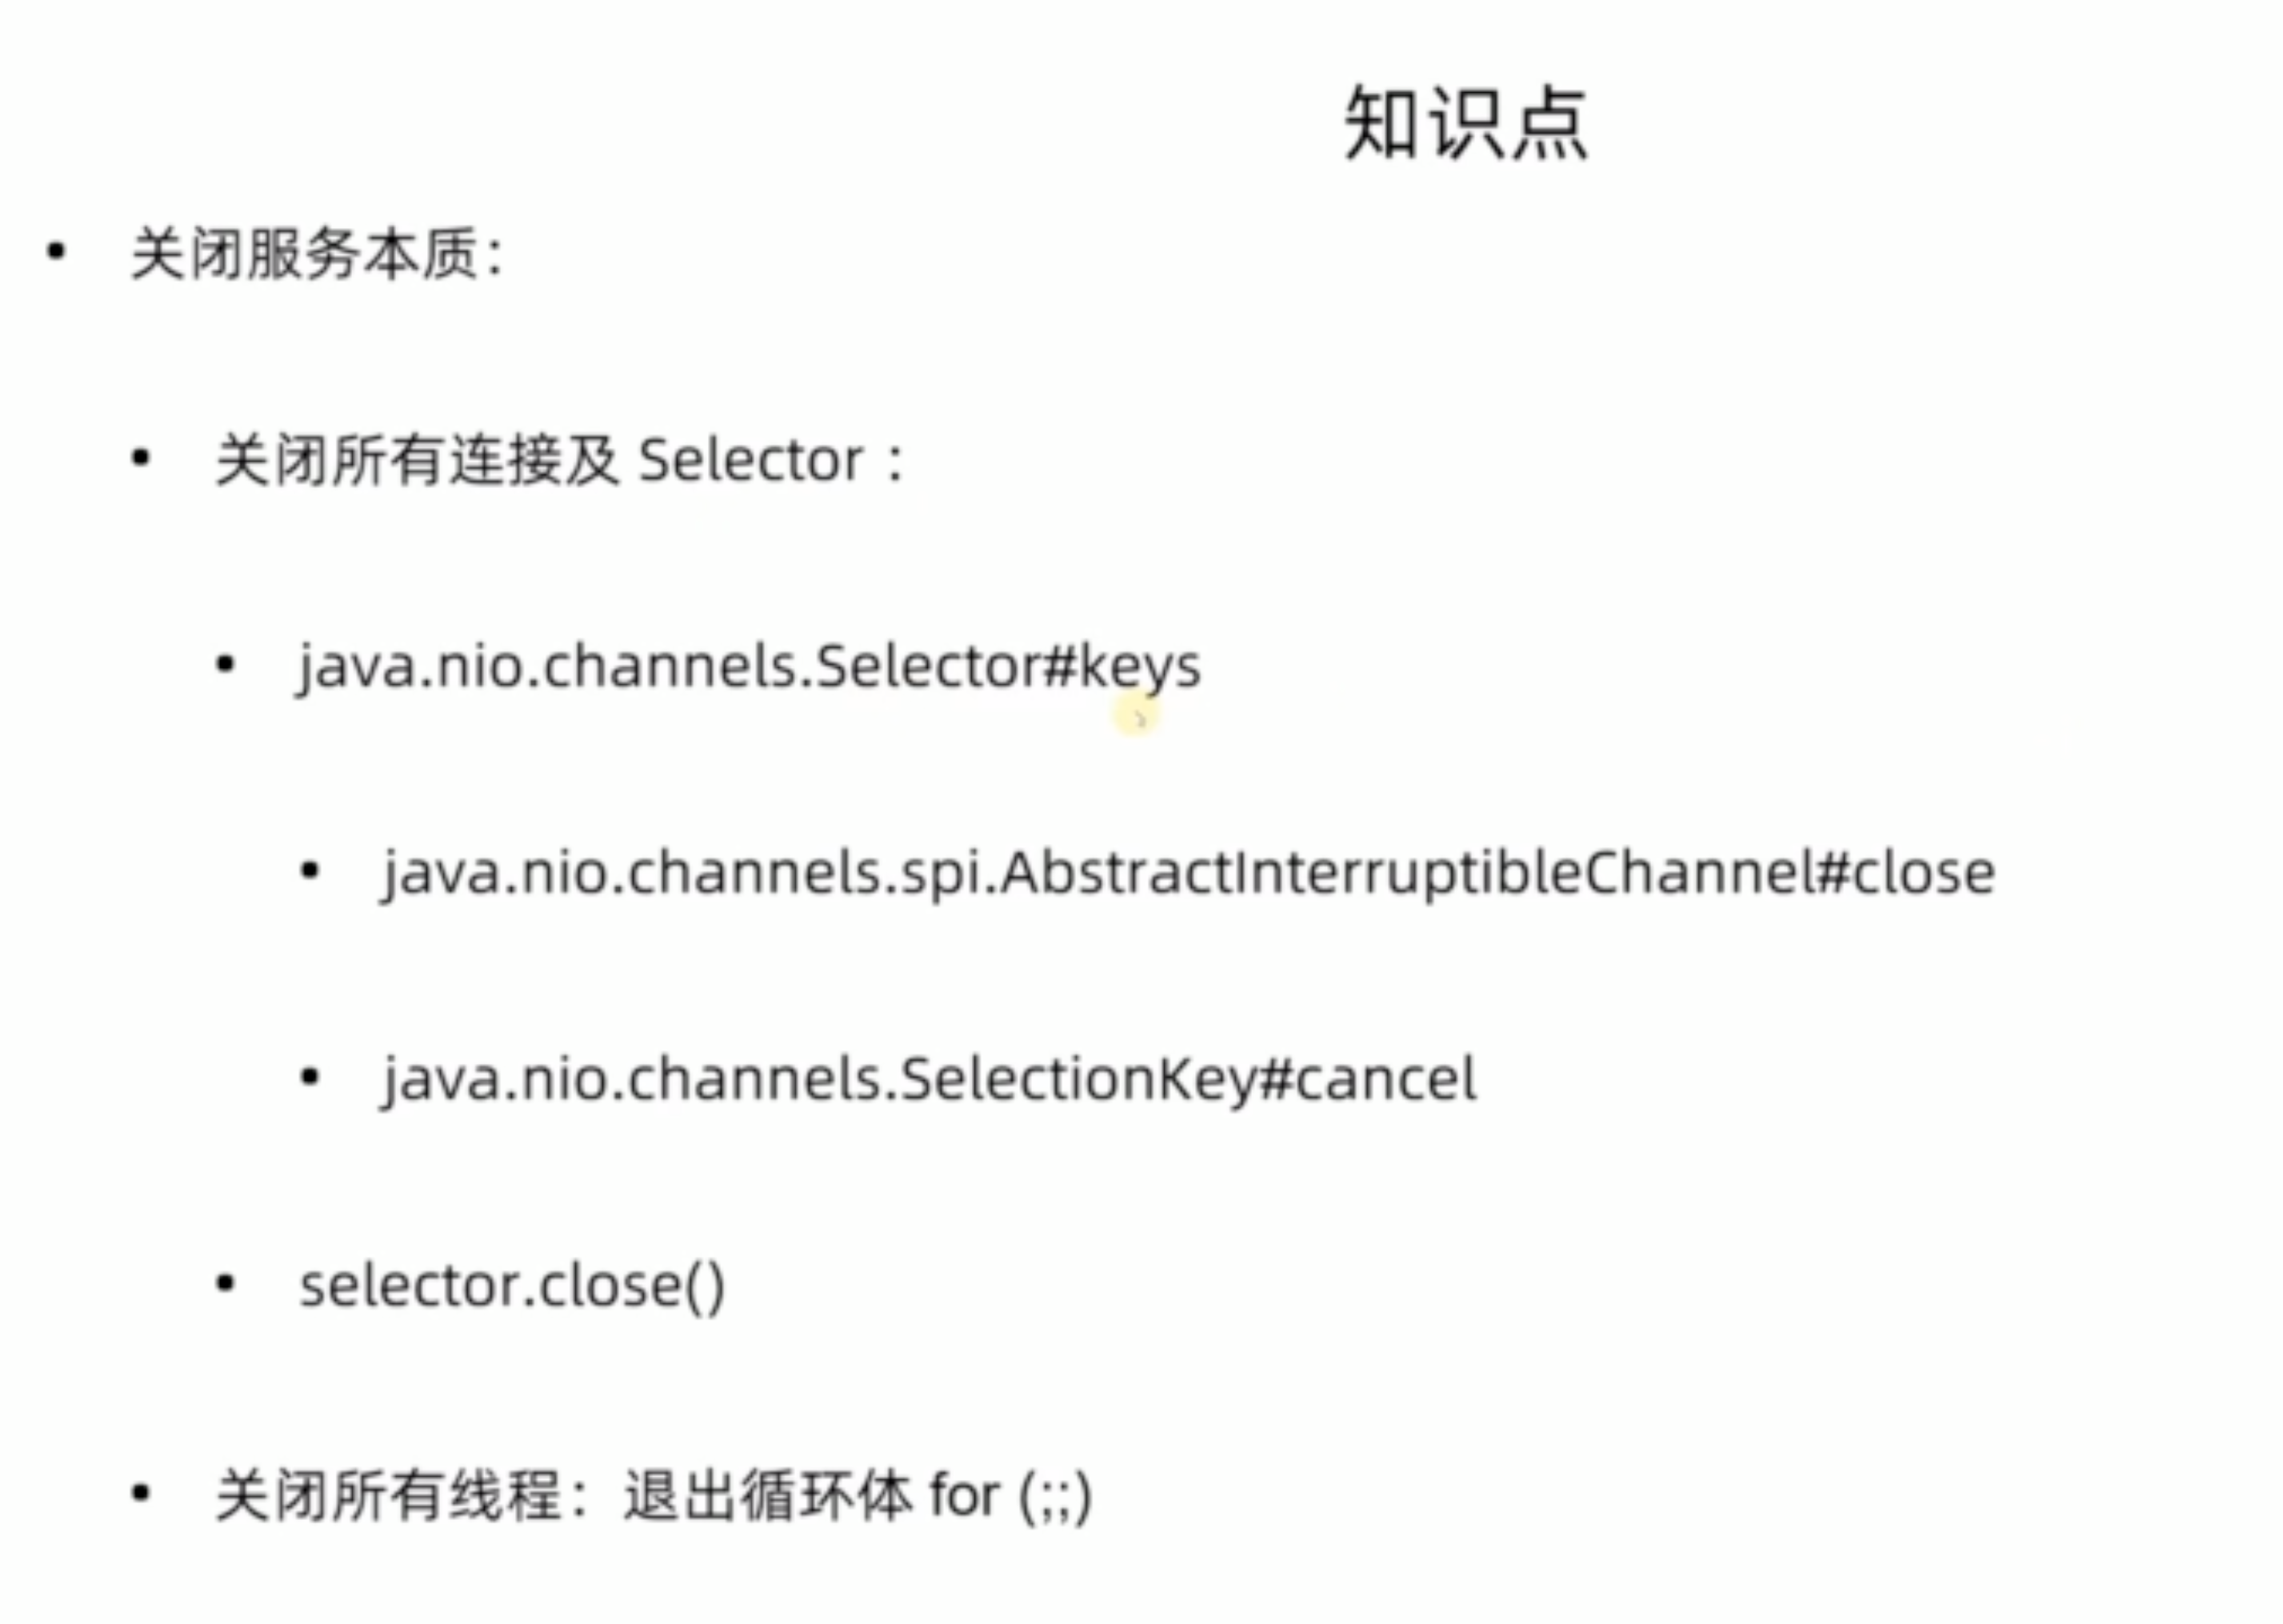 知识点
• 关闭服务本质：
• 关闭所有连接及 Selector ：
• java.nio.channels.Selector#keys
• java.nio.channels.spi.AbstractInterruptibleChannel#close
• java.nio.channels.SelectionKey#cancel
• selector.close()
• 关闭所有线程：退出循环体 for (;;)